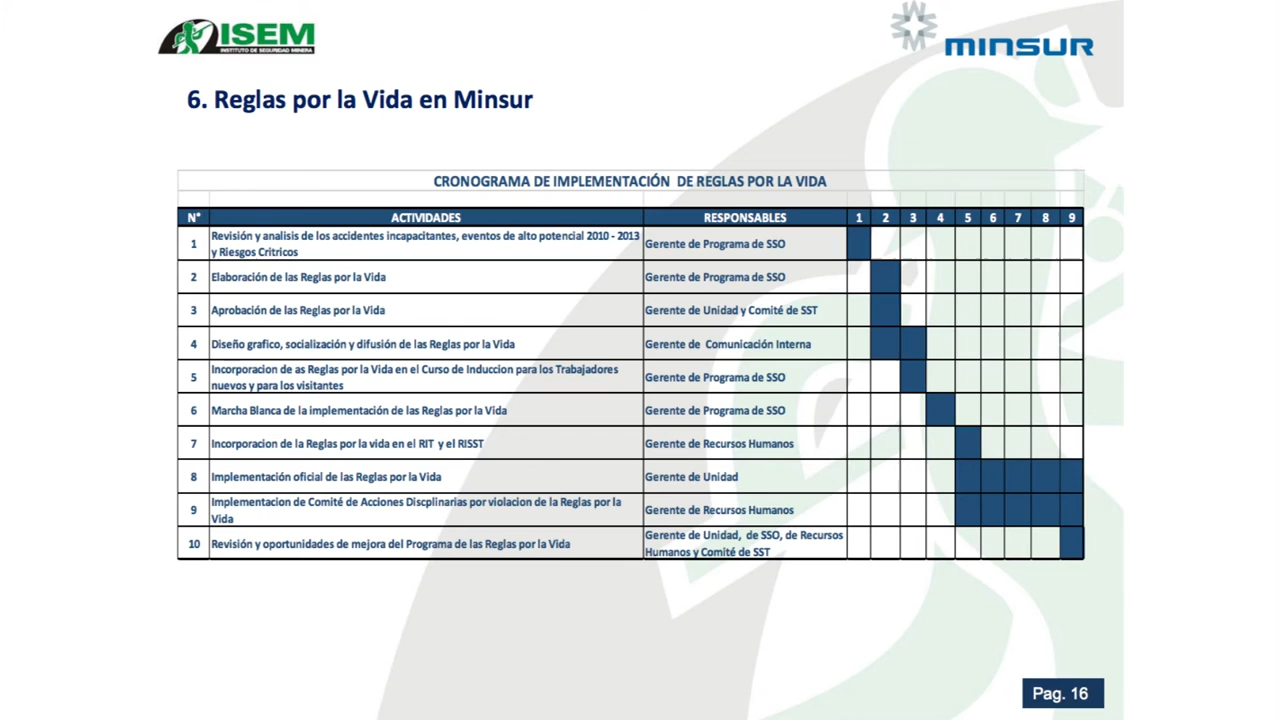 ISEM
INSTITUTO DE SEGURIDAD MINERA
MINSUR
6. Reglas por la Vida en Minsur
CRONOGRAMA DE IMPLEMENTACIÓN DE REGLAS POR LA VIDA
N° ACTIVIDADES RESPONSABLES 1 2 3 4 5 6 7 8 9
1 Revisión y analisis de los accidentes incapacitantes, eventos de alto potencial 2010 - 2013
y Riesgos Critricos Gerente de Programa de SSO
2 Elaboración de las Reglas por la Vida Gerente de Programa de SSO
3 Aprobación de las Reglas por la Vida Gerente de Unidad y Comité de SST
4 Diseño grafico, socialización y difusión de las Reglas por la Vida Gerente de Comunicación Interna
5 Incorporacion de as Reglas por la Vida en el Curso de Induccion para los Trabajadores
nuevos y para los visitantes Gerente de Programa de SSO
6 Marcha Blanca de la implementación de las Reglas por la Vida Gerente de Programa de SSO
7 Incorporacion de la Reglas por la vida en el RIT y el RISST Gerente de Recursos Humanos
8 Implementación oficial de las Reglas por la Vida Gerente de Unidad
9 Implementacion de Comité de Acciones Discplinarias por violacion de la Reglas por la
Vida Gerente de Recursos Humanos
10 Revisión y oportunidades de mejora del Programa de las Reglas por la Vida Gerente de Unidad, de SSO, de Recursos
Humanos y Comité de SST
Pag. 16